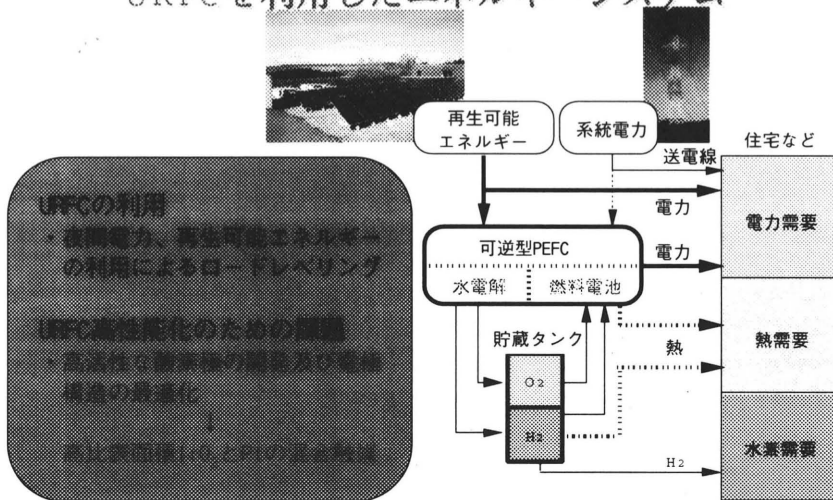 URFCを利用したエネルギーシステム
再生可能
エネルギー
系統電力
送電線
住宅など
電力
電力需要
URFCの利用
・夜間電力、再生可能エネルギー
の利用によるロードレベリング
可逆型PEFC
水電解
燃料電池
電力
URFC高性能化のための課題
・高活性な酸素極の開発及び電極
構造の最適化
↓
貯蔵タンク
O2
H2
熱
熱需要
H2
水素需要